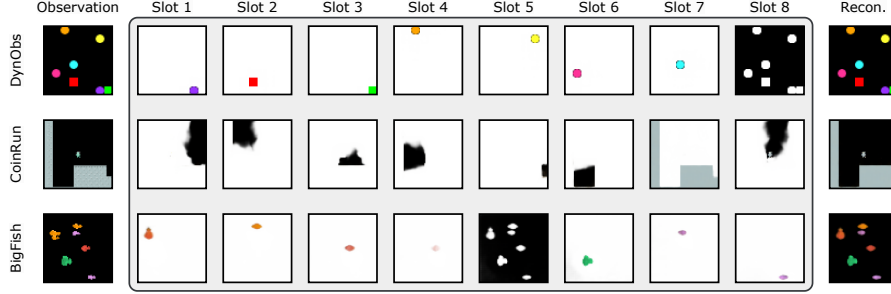 Observation Slot 1 Slot 2 Slot 3 Slot 4 Slot 5 Slot 6 Slot 7 Slot 8 Recon.
DynObs
CoinRun
BigFish